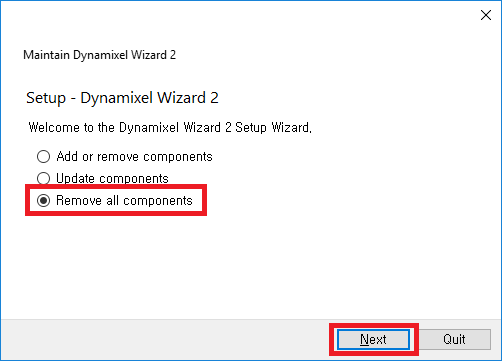 Maintain Dynamixel Wizard 2
Setup - Dynamixel Wizard 2
Welcome to the Dynamixel Wizard 2 Setup Wizard.
Add or remove components
Update components
Remove all components
Next
Quit